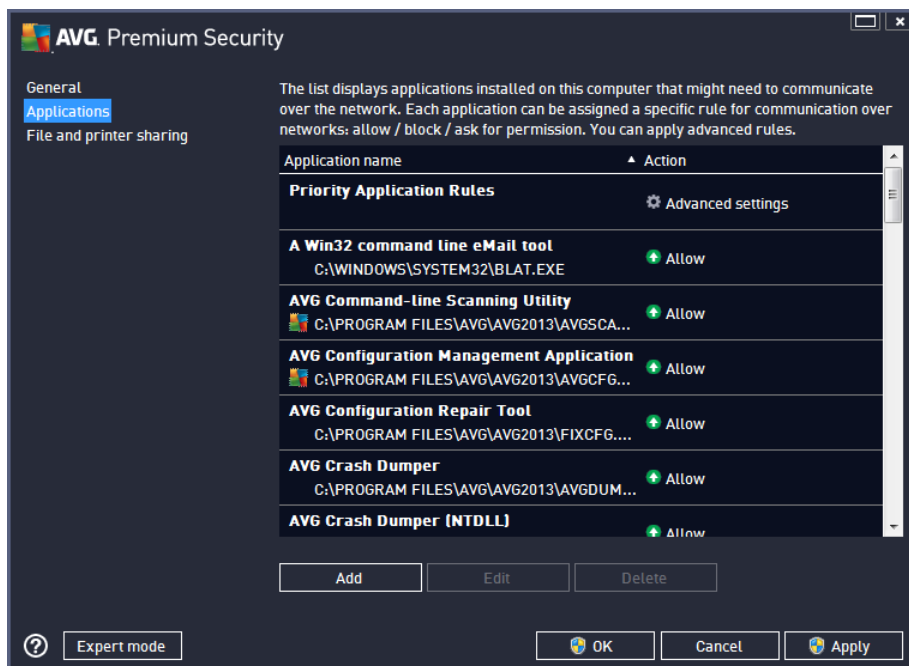 AVG. Premium Security
General
Applications
File and printer sharing
The list displays applications installed on this computer that might need to communicate
over the network. Each application can be assigned a specific rule for communication over
networks: allow / block / ask for permission. You can apply advanced rules.
Application name Action
Priority Application Rules
Advanced settings
A Win32 command line eMail tool
C:\WINDOWS\SYSTEM32\BLAT.EXE
Allow
AVG Command-line Scanning Utility
C:\PROGRAM FILES\AVG\AVG2013\AVGSCA...
Allow
AVG Configuration Management Application
C:\PROGRAM FILES\AVG\AVG2013\AVGCFG...
Allow
AVG Configuration Repair Tool
C:\PROGRAM FILES\AVG\AVG2013\FIXCFG....
Allow
AVG Crash Dumper
C:\PROGRAM FILES\AVG\AVG2013\AVGDUM...
Allow
AVG Crash Dumper (NTDLL)
Allow
Add Edit Delete
? Expert mode OK Cancel Apply